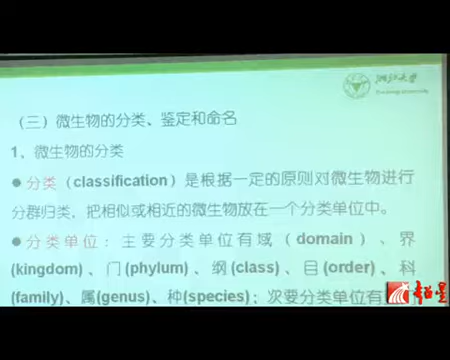 浙江大学
（三）微生物的分类、鉴定和命名
1、微生物的分类
●分类（classification）是根据一定的原则对微生物进行
分群归类，把相似或相近的微生物放在一个分类单位中。
●分类单位：主要分类单位有域（domain）、界
(kingdom)、门(phylum)、纲(class)、目(order)、科
(family)、属(genus)、种(species)；次要分类单位有